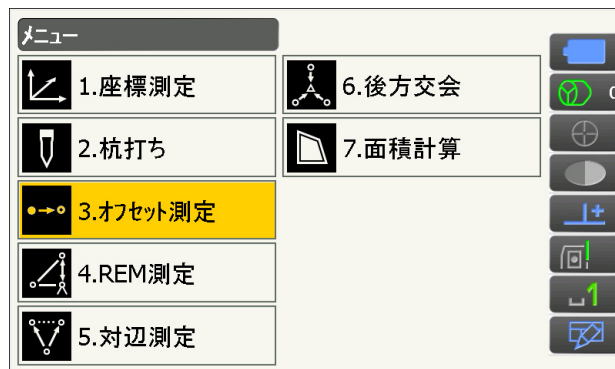 メニュー
1.座標測定
2.杭打ち
3.オフセット測定
4.REM測定
5.対辺測定
6.後方交会
7.面積計算
1